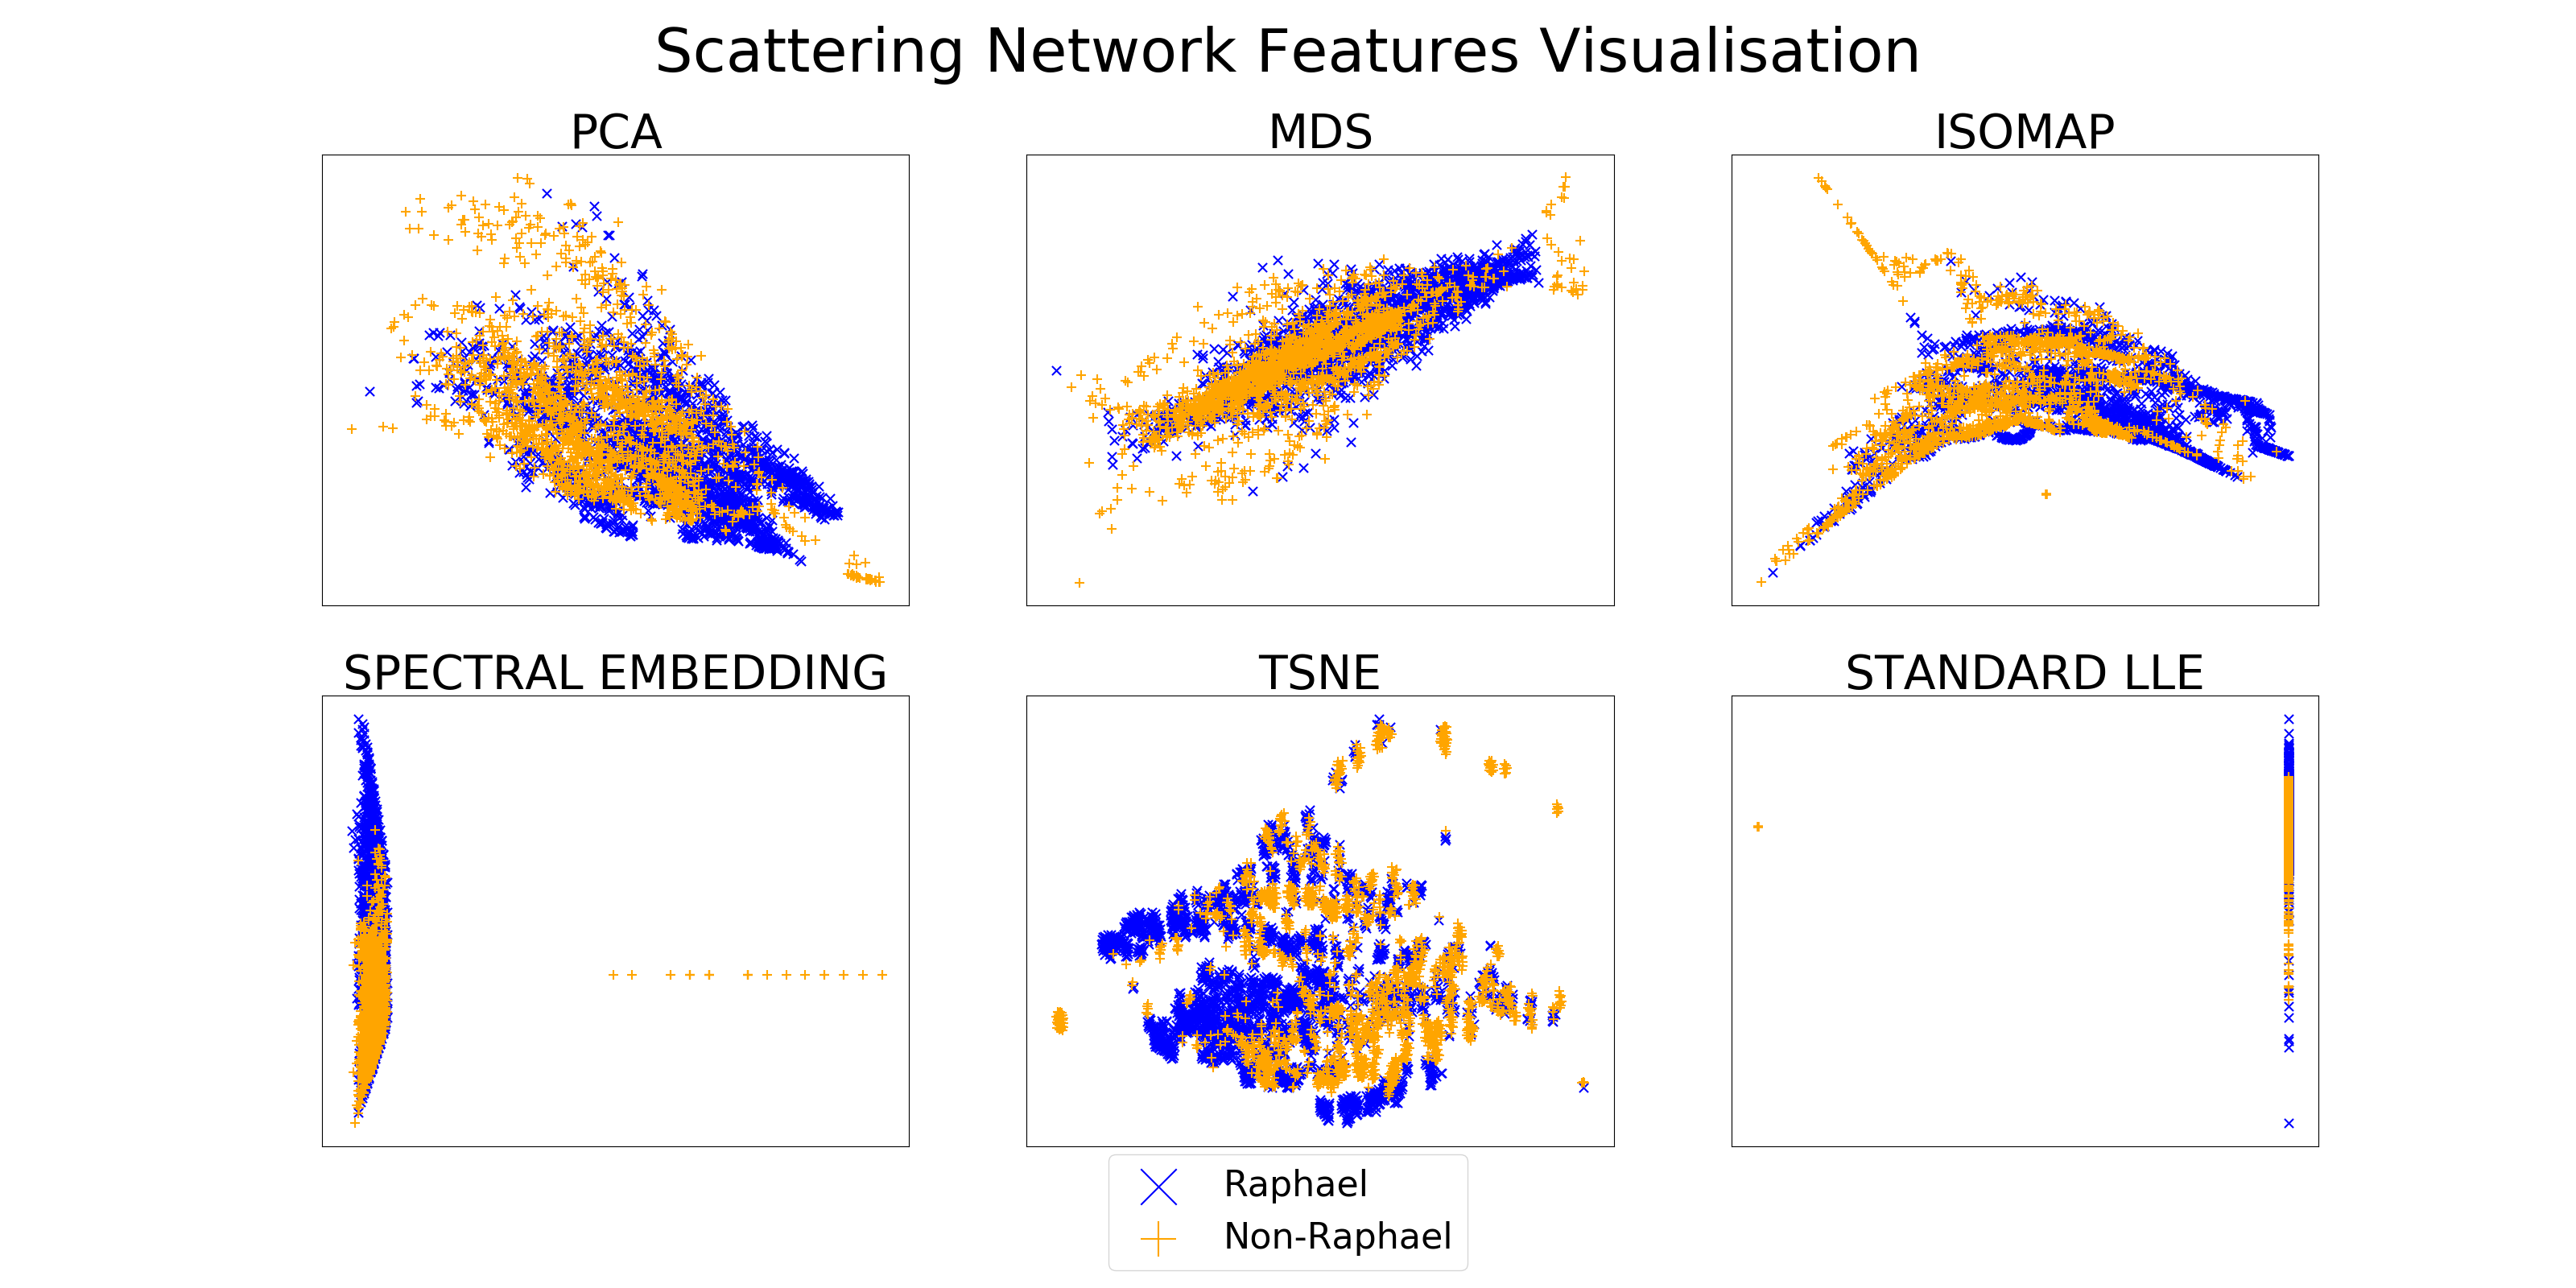 Scattering Network Features Visualisation
PCA
MDS
ISOMAP
SPECTRAL EMBEDDING
TSNE
STANDARD LLE
Raphael
Non-Raphael